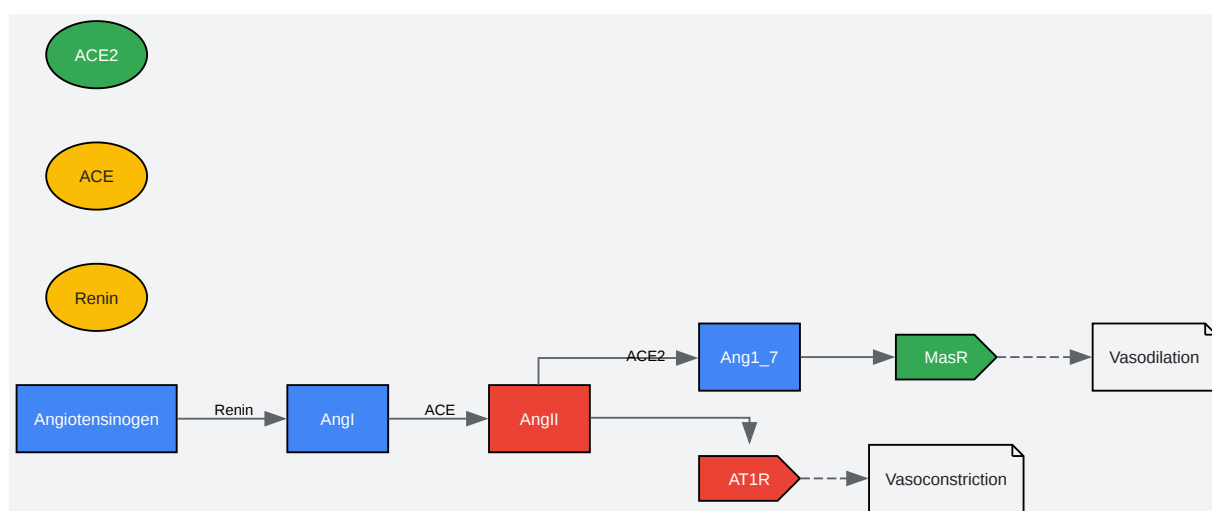 ACE2
ACE
Renin
ACE2
Ang1_7
MasR
Vasodilation
Angiotensinogen
Renin
AngI
ACE
AngII
AT1R
Vasoconstriction